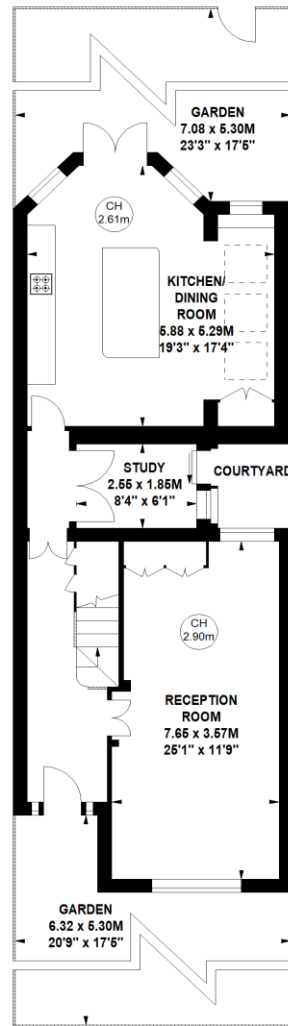 GARDEN
7.08 x 5.30M
23'3" x 17'5"
CH
2.61m
KITCHEN/
DINING
ROOM
5.88 x 5.29M
19'3" x 17'4"
STUDY
2.55 x 1.85M
8'4" x 6'1"
COURTYARD
CH
2.90m
RECEPTION
ROOM
7.65 x 3.57M
25'1" x 11'9"
GARDEN
6.32 x 5.30M
20'9" x 17'5"